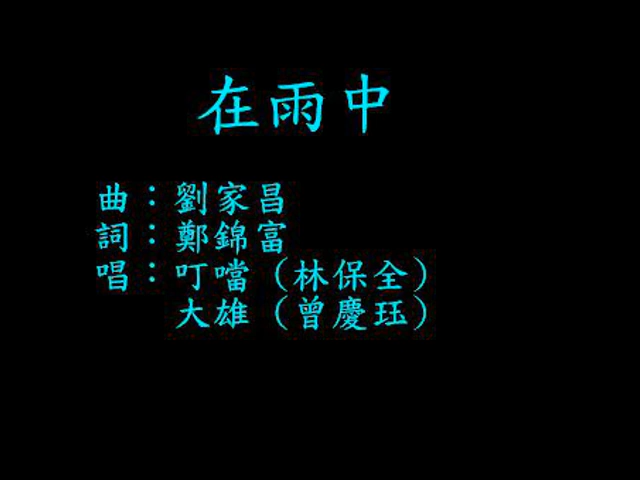 在雨中
曲：劉家昌
詞：鄭錦富
唱：叮噹（林保全）
大雄（曾慶珏）